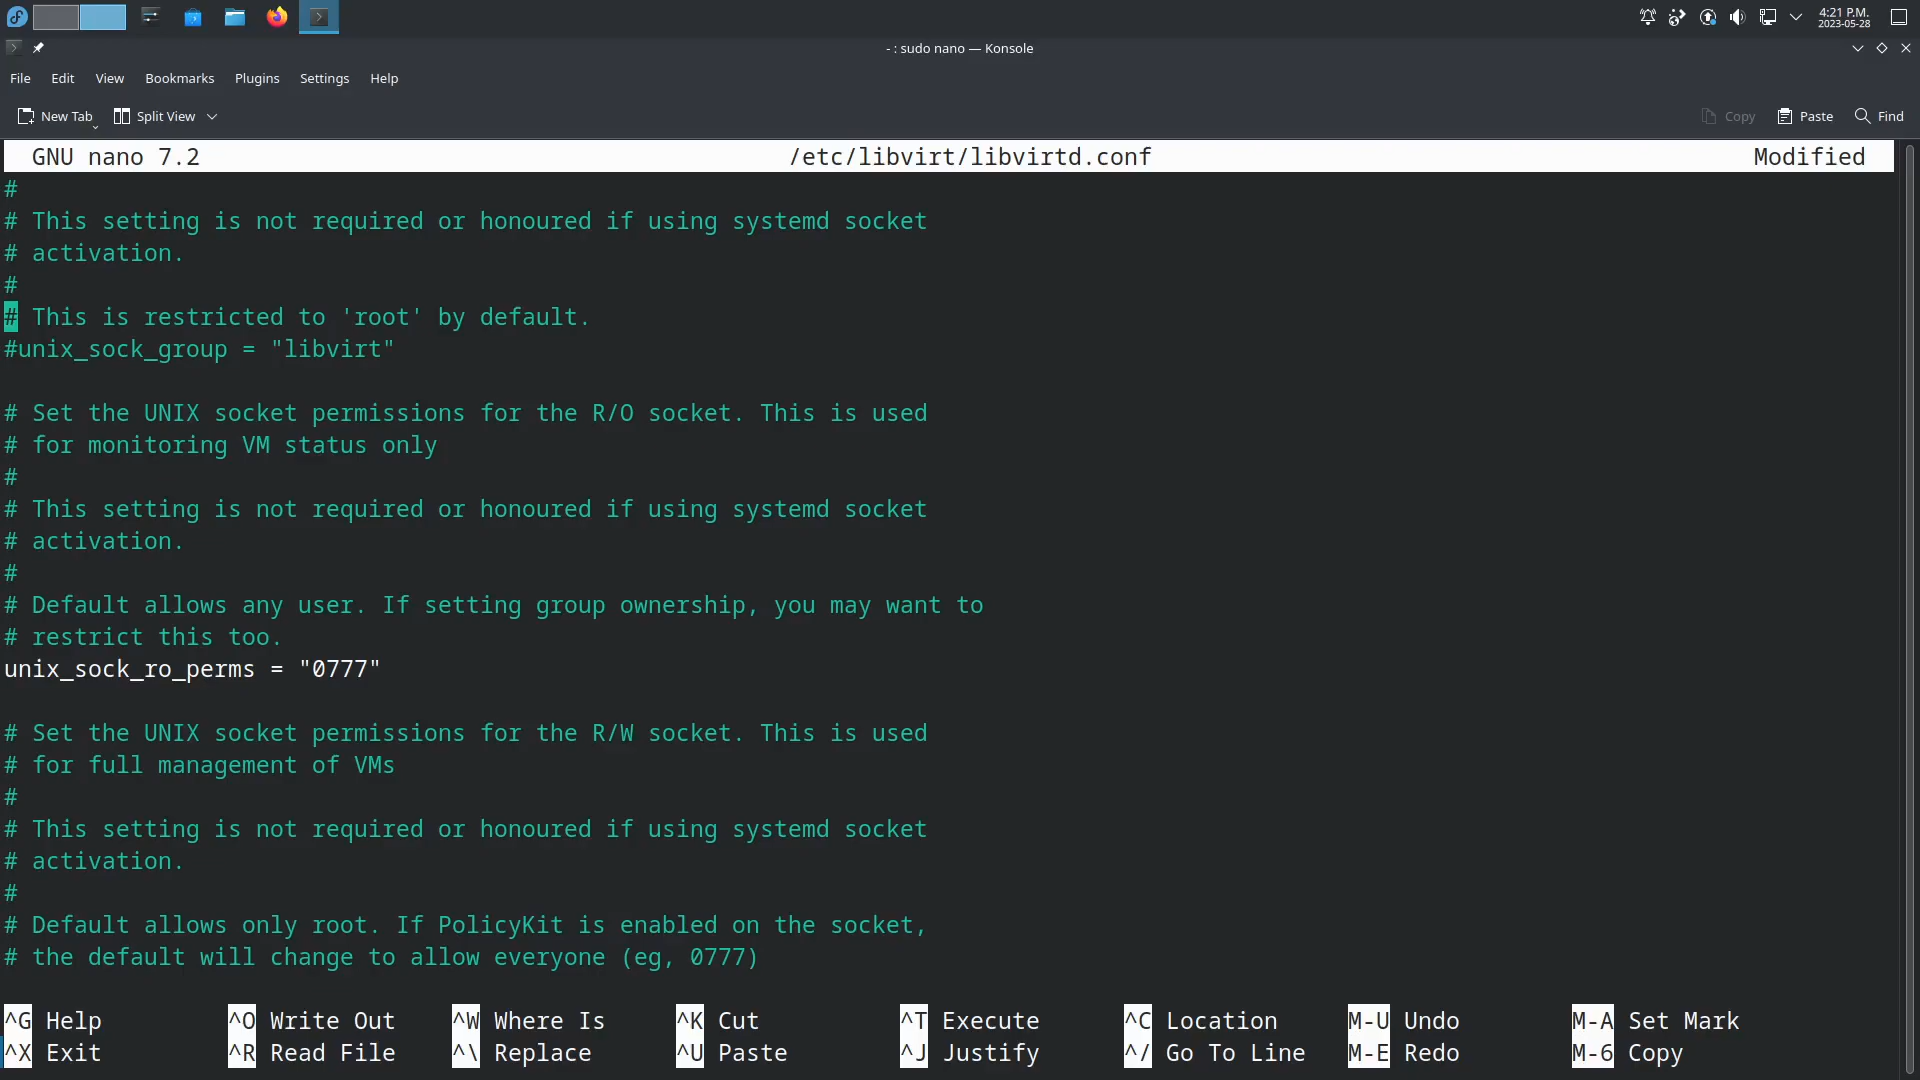 4:21 P.M.
2023-05-28
- : sudo nano — Konsole
File Edit View Bookmarks Plugins Settings Help
New Tab Split View Copy Paste Find
GNU nano 7.2 /etc/libvirt/libvirtd.conf Modified
#
# This setting is not required or honoured if using systemd socket
# activation.
#
# This is restricted to 'root' by default.
#unix_sock_group = "libvirt"
# Set the UNIX socket permissions for the R/O socket. This is used
# for monitoring VM status only
#
# This setting is not required or honoured if using systemd socket
# activation.
#
# Default allows any user. If setting group ownership, you may want to
# restrict this too.
unix_sock_ro_perms = "0777"
# Set the UNIX socket permissions for the R/W socket. This is used
# for full management of VMs
#
# This setting is not required or honoured if using systemd socket
# activation.
#
# Default allows only root. If PolicyKit is enabled on the socket,
# the default will change to allow everyone (eg, 0777)
^G Help ^O Write Out ^W Where Is ^K Cut ^T Execute ^C Location M-U Undo M-A Set Mark
^X Exit ^R Read File ^\ Replace ^U Paste ^J Justify ^/ Go To Line M-E Redo M-6 Copy